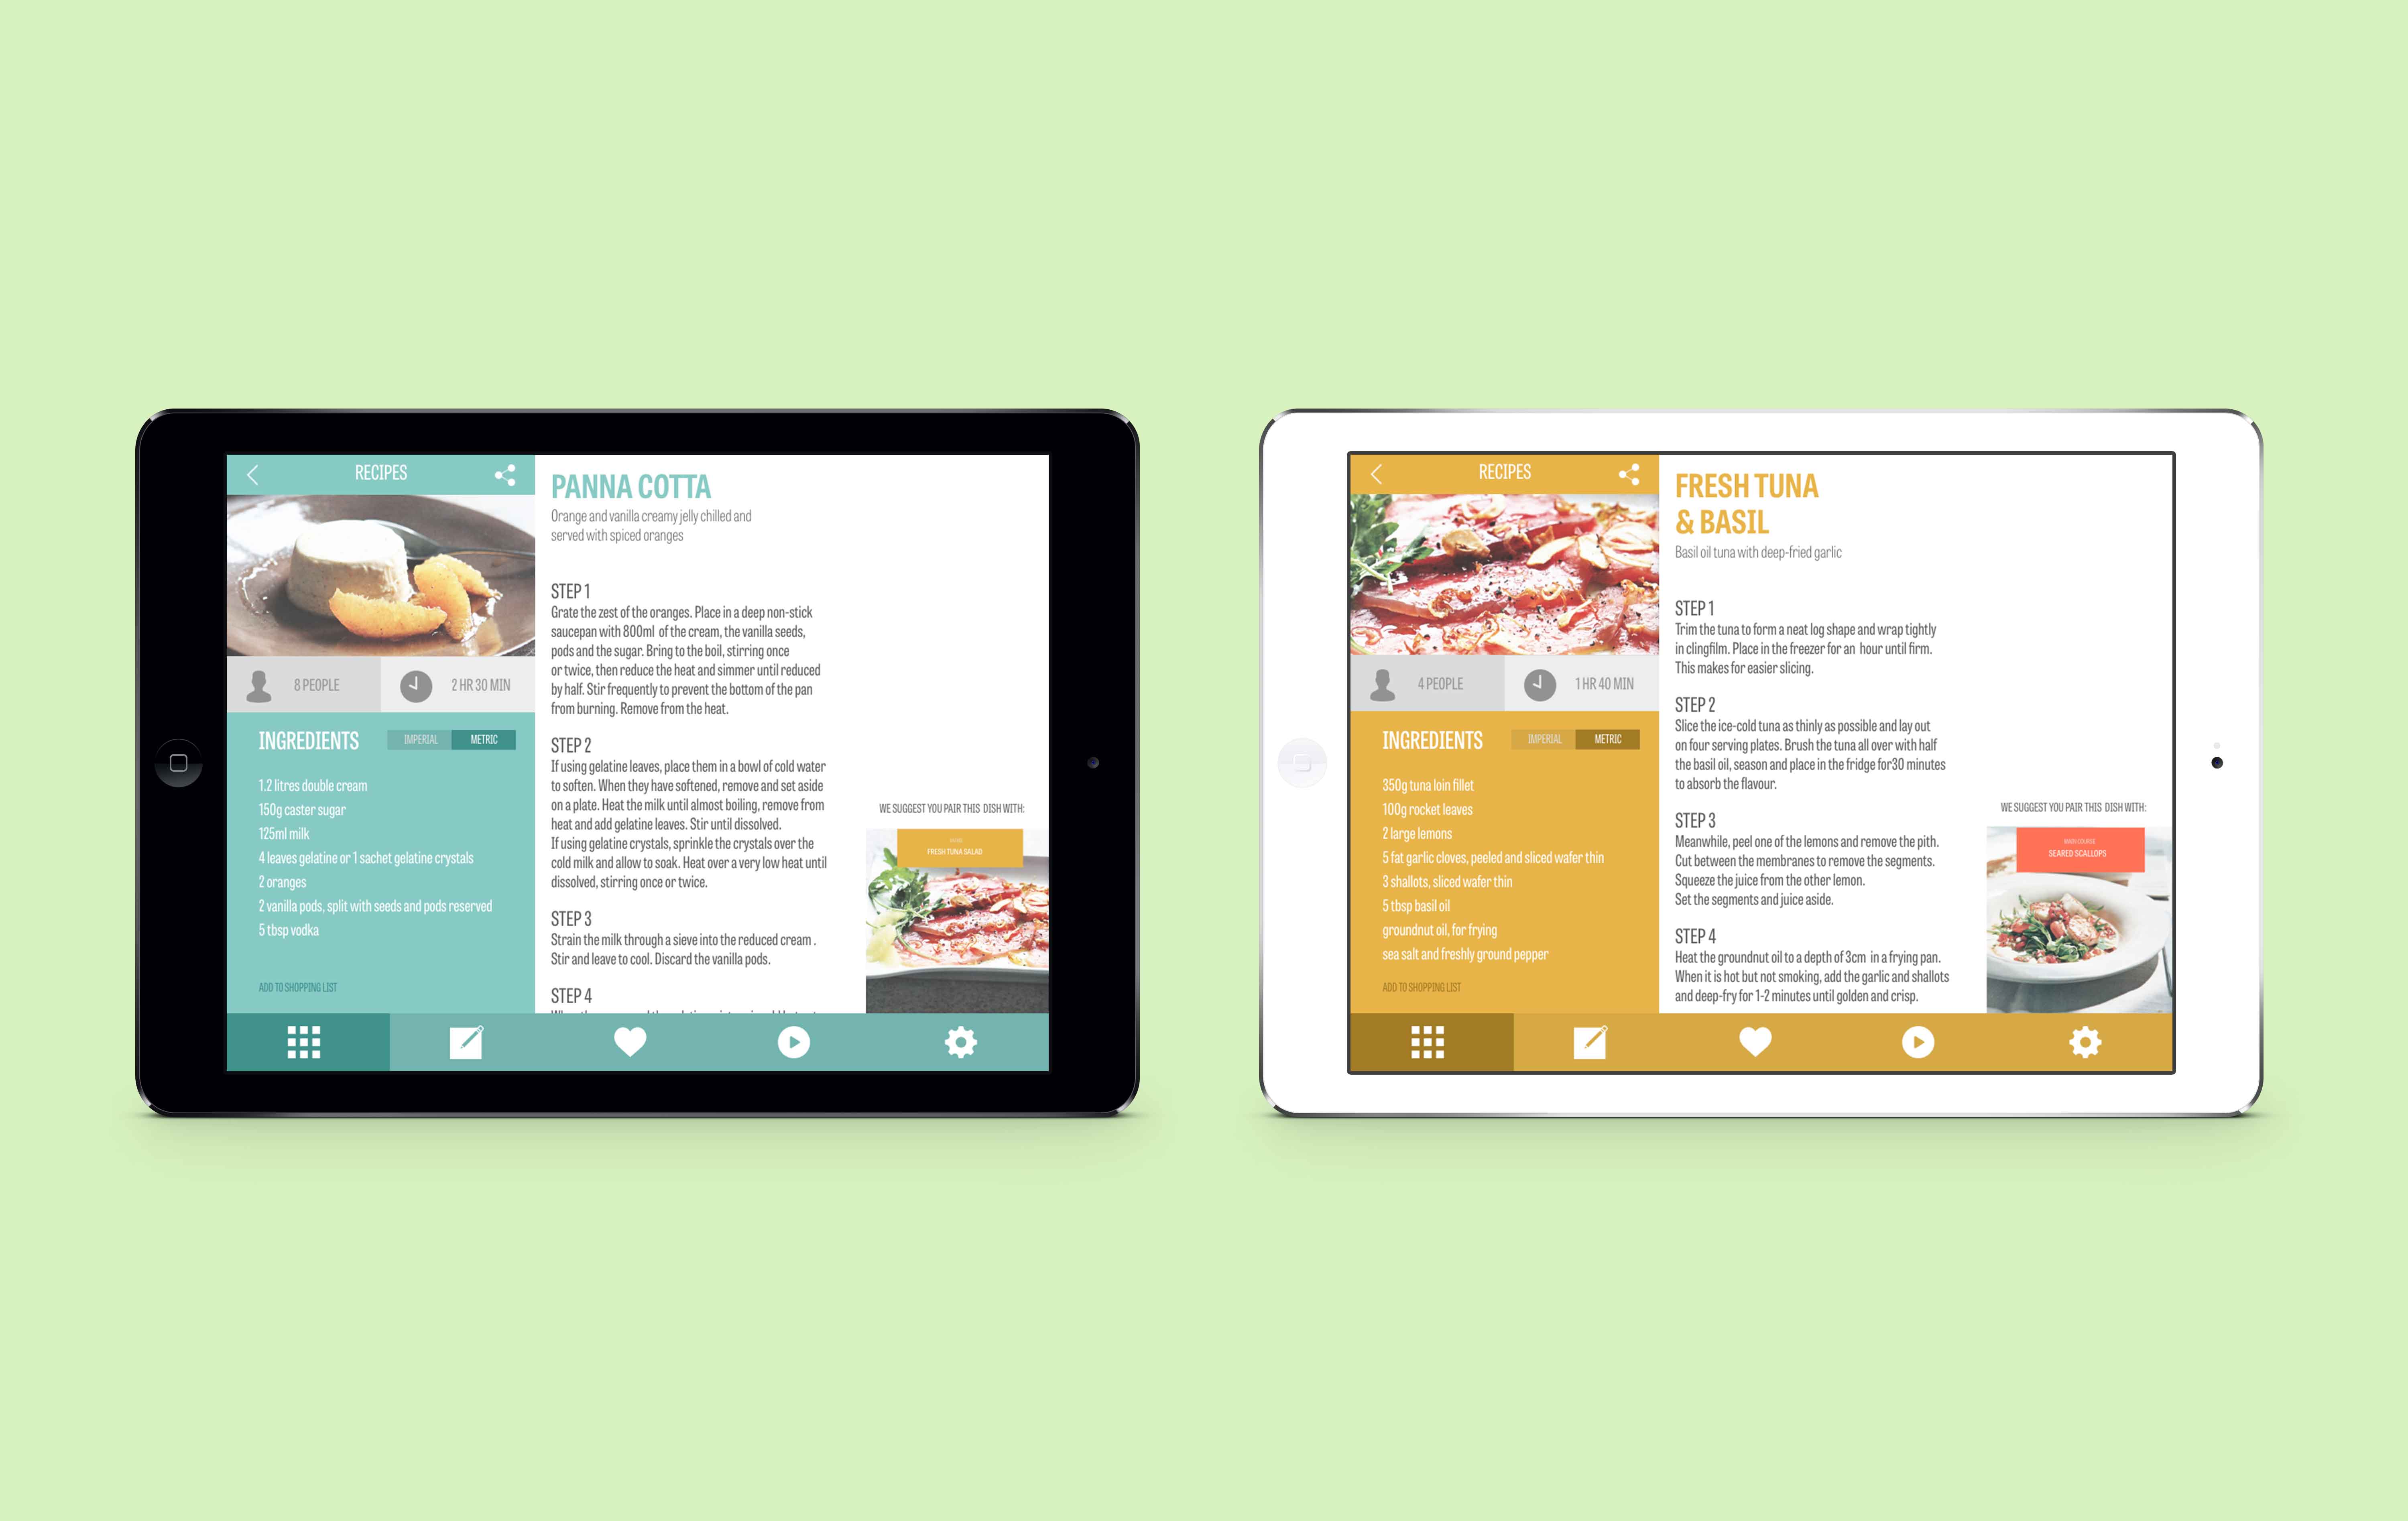 RECIPES
8 PEOPLE
2 HR 30 MIN
INGREDIENTS
IMPERIAL
METRIC
1.2 litres double cream
150g caster sugar
125ml milk
4 leaves gelatine or 1 sachet gelatine crystals
2 oranges
2 vanilla pods, split with seeds and pods reserved
5 tbsp vodka
ADD TO SHOPPING LIST
PANNA COTTA
Orange and vanilla creamy jelly chilled and
served with spiced oranges
STEP 1
Grate the zest of the oranges. Place in a deep non-stick
saucepan with 800ml of the cream, the vanilla seeds,
pods and the sugar. Bring to the boil, stirring once
or twice, then reduce the heat and simmer until reduced
by half. Stir frequently to prevent the bottom of the pan
from burning. Remove from the heat.
STEP 2
If using gelatine leaves, place them in a bowl of cold water
to soften. When they have softened, remove and set aside
on a plate. Heat the milk until almost boiling, remove from
heat and add gelatine leaves. Stir until dissolved.
If using gelatine crystals, sprinkle the crystals over the
cold milk and allow to soak. Heat over a very low heat until
dissolved, stirring once or twice.
STEP 3
Strain the milk through a sieve into the reduced cream .
Stir and leave to cool. Discard the vanilla pods.
STEP 4
WE SUGGEST YOU PAIR THIS DISH WITH:
FRESH TUNA SALAD
RECIPES
4 PEOPLE
1 HR 40 MIN
INGREDIENTS
IMPERIAL
METRIC
350g tuna loin fillet
100g rocket leaves
2 large lemons
5 fat garlic cloves, peeled and sliced wafer thin
3 shallots, sliced wafer thin
5 tbsp basil oil
groundnut oil, for frying
sea salt and freshly ground pepper
ADD TO SHOPPING LIST
FRESH TUNA
& BASIL
Basil oil tuna with deep-fried garlic
STEP 1
Trim the tuna to form a neat log shape and wrap tightly
in clingfilm. Place in the freezer for an hour until firm.
This makes for easier slicing.
STEP 2
Slice the ice-cold tuna as thinly as possible and lay out
on four serving plates. Brush the tuna all over with half
the basil oil, season and place in the fridge for30 minutes
to absorb the flavour.
STEP 3
Meanwhile, peel one of the lemons and remove the pith.
Cut between the membranes to remove the segments.
Squeeze the juice from the other lemon.
Set the segments and juice aside.
STEP 4
Heat the groundnut oil to a depth of 3cm in a frying pan.
When it is hot but not smoking, add the garlic and shallots
and deep-fry for 1-2 minutes until golden and crisp.
WE SUGGEST YOU PAIR THIS DISH WITH:
MAIN COURSE
SEARED SCALLOPS